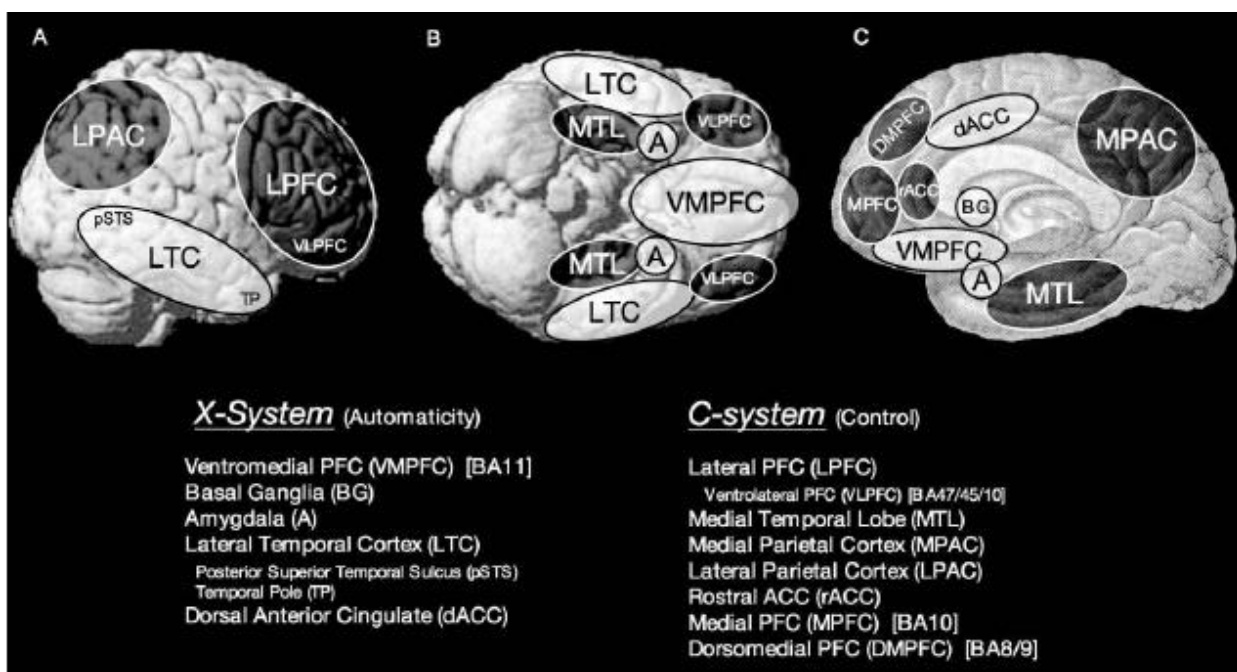 A
B
C
LPAC
LPFC
VLPFC
pSTS
LTC
TP
LTC
MTL
A
VLPFC
VMPFC
MTL
A
VLPFC
LTC
DMPFC
dACC
MPAC
MPFC
rACC
BG
VMPFC
A
MTL
X-System (Automaticity)
Ventromedial PFC (VMPFC) [BA11]
Basal Ganglia (BG)
Amygdala (A)
Lateral Temporal Cortex (LTC)
Posterior Superior Temporal Sulcus (pSTS)
Temporal Pole (TP)
Dorsal Anterior Cingulate (dACC)
C-system (Control)
Lateral PFC (LPFC)
Ventrolateral PFC (VLPFC) [BA47/45/10]
Medial Temporal Lobe (MTL)
Medial Parietal Cortex (MPAC)
Lateral Parietal Cortex (LPAC)
Rostral ACC (rACC)
Medial PFC (MPFC) [BA10]
Dorsomedial PFC (DMPFC) [BA8/9]